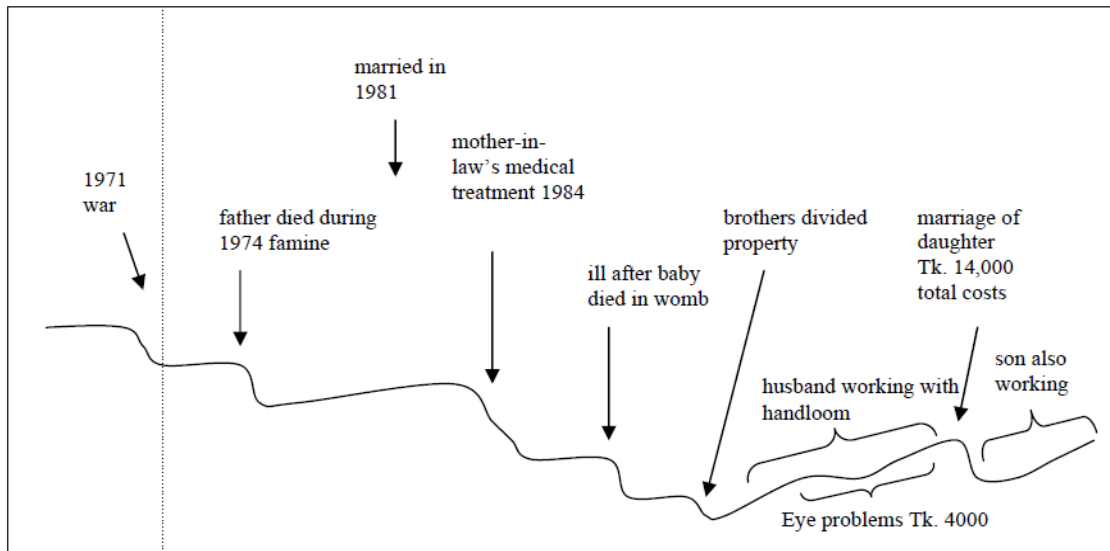 1971
war
father died during
1974 famine
married in
1981
mother-in-
law's medical
treatment 1984
ill after baby
died in womb
brothers divided
property
husband working with
handloom
Eye problems Tk. 4000
marriage of
daughter
Tk. 14,000
total costs
son also
working